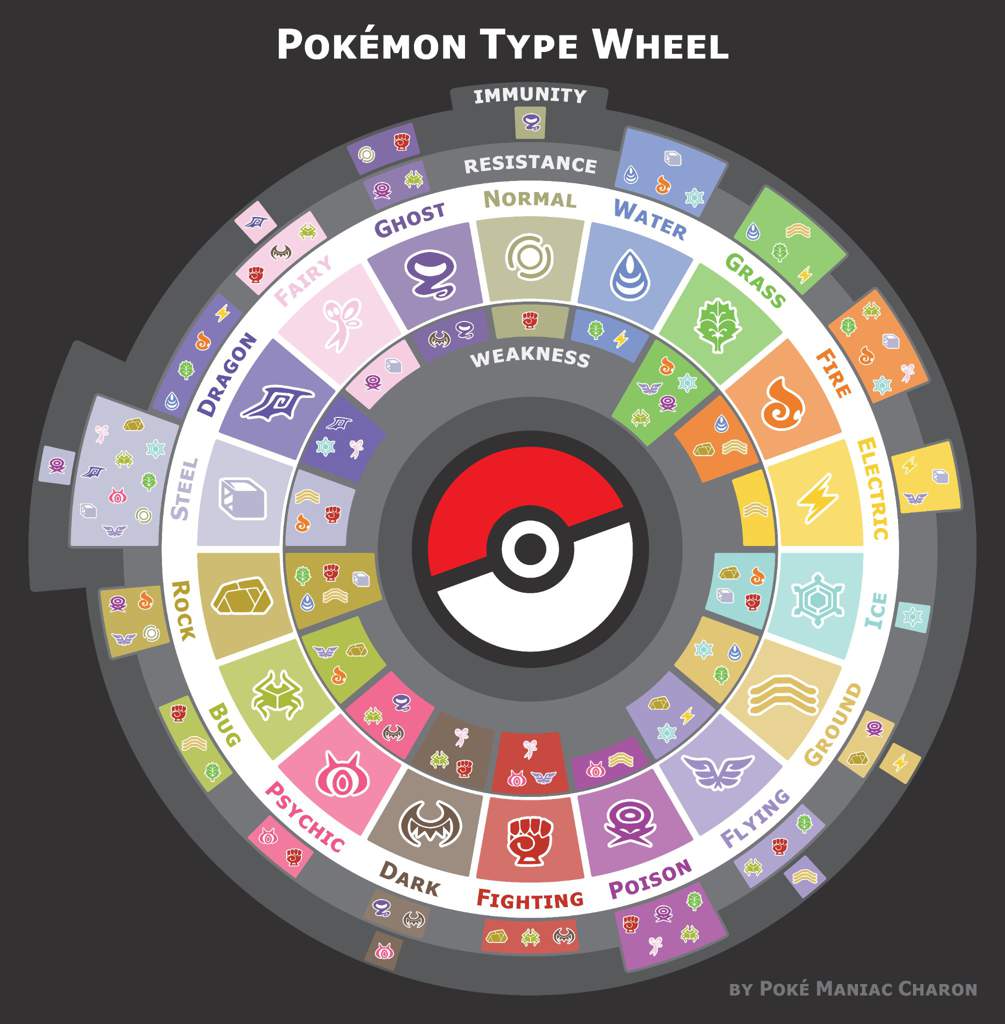 POKÉMON TYPE WHEEL
IMMUNITY
RESISTANCE
NORMAL
WATER
GRASS
FIRE
ELECTRIC
ICE
GROUND
FLYING
POISON
FIGHTING
DARK
PSYCHIC
BUG
ROCK
STEEL
DRAGON
FAIRY
GHOST
WEAKNESS
BY POKÉ MANIAC CHARON